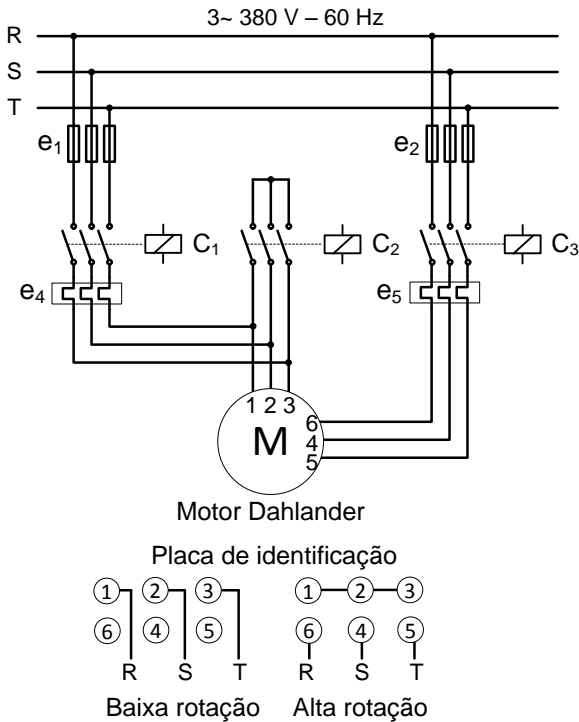 3~ 380 V – 60 Hz
R
S
T
e1
e2
C1
C2
C3
e4
e5
1 2 3
6
M
4
5
Motor Dahlander
Placa de identificação
1 2 3 1 2 3
6 4 5 6 4 5
R S T R S T
Baixa rotação Alta rotação